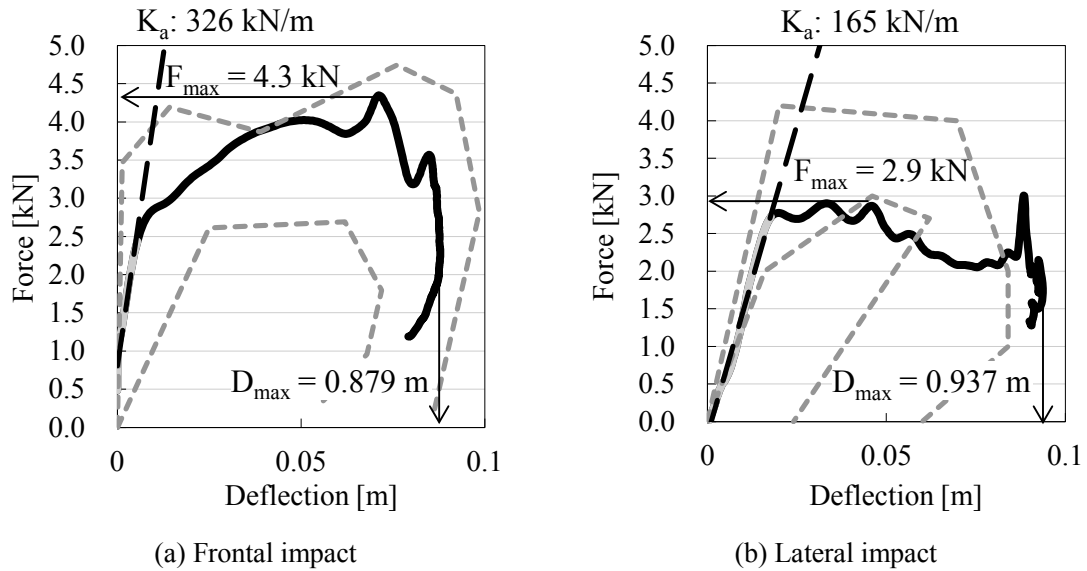 Kₐ: 326 kN/m
5.0
4.5
4.0
3.5
3.0
2.5
2.0
1.5
1.0
0.5
0.0
Force [kN]
F_max = 4.3 kN
D_max = 0.879 m
0
0.05
0.1
Deflection [m]
(a) Frontal impact
Kₐ: 165 kN/m
5.0
4.5
4.0
3.5
3.0
2.5
2.0
1.5
1.0
0.5
0.0
Force [kN]
F_max = 2.9 kN
D_max = 0.937 m
0
0.05
0.1
Deflection [m]
(b) Lateral impact